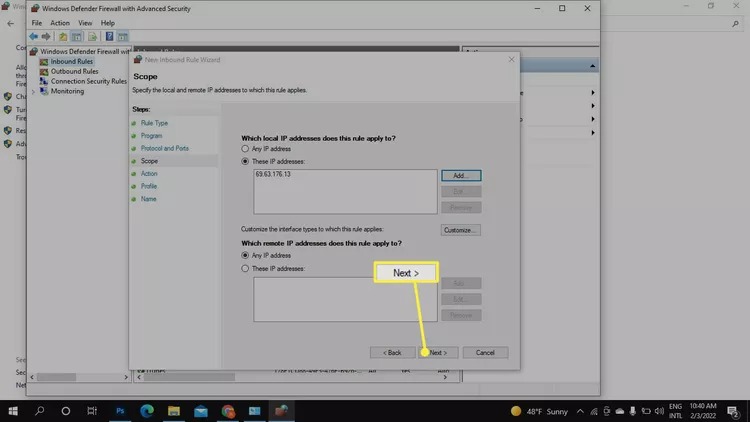 Windows Defender Firewall with Advanced Security
File Action View Help
Windows Defender Firewall with
Inbound Rules
Outbound Rules
Connection Security Rules
Monitoring
New Inbound Rule Wizard
Scope
Specify the local and remote IP addresses to which this rule applies.
Steps:
Rule Type
Program
Protocol and Ports
Scope
Action
Profile
Name
Which local IP addresses does this rule apply to?
Any IP address
These IP addresses:
69.63.176.13
Add...
Edit...
Remove
Customize the interface types to which this rule applies:
Customize...
Which remote IP addresses does this rule apply to?
Any IP address
These IP addresses:
Next >
Add...
Edit...
Remove
< Back
Next >
Cancel
48°F Sunny
ENG
INTL
10:40 AM
2/3/2022
2